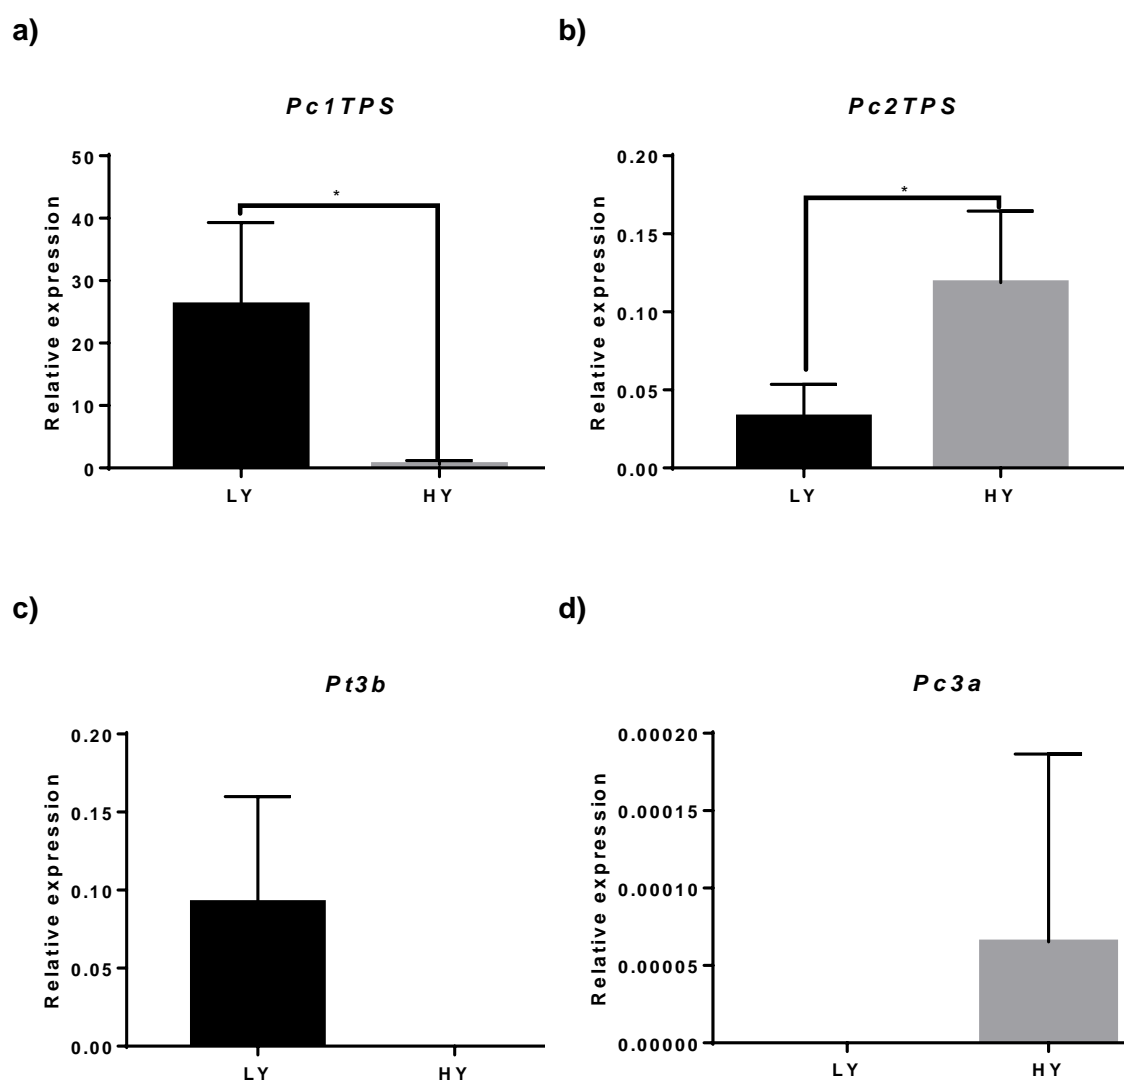 a)
Pc1TPS
Relative expression
50
40
30
20
10
0
*
LY
HY
b)
Pc2TPS
Relative expression
0.20
0.15
0.10
0.05
0.00
*
LY
HY
c)
Pt3b
Relative expression
0.20
0.15
0.10
0.05
0.00
LY
HY
d)
Pc3a
Relative expression
0.00020
0.00015
0.00010
0.00005
0.00000
LY
HY